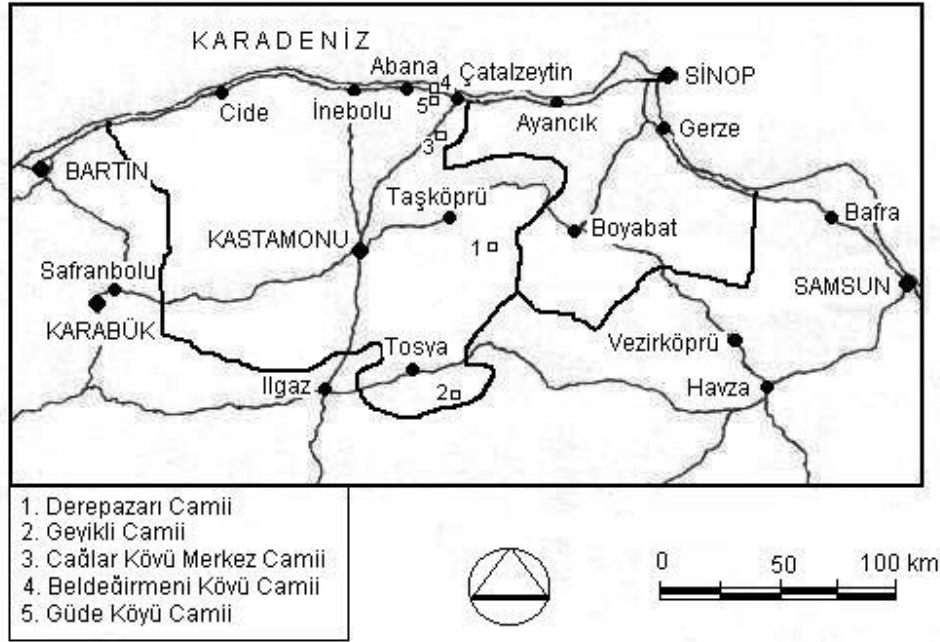 KARADENİZ
Abana
4
Çatalzeytin
SİNOP
5
Cide
İnebolu
Ayancık
Gerze
3
BARTIN
Taşköprü
Bafra
KASTAMONU
1
Boyabat
Safranbolu
SAMSUN
KARABÜK
Tosya
Vezirköprü
Ilgaz
2
Havza
1. Derepazarı Camii
2. Geyikli Camii
3. Cağlar Kövü Merkez Camii
4. Beldeğirmeni Kövü Camii
5. Güde Köyü Camii
0 50 100 km